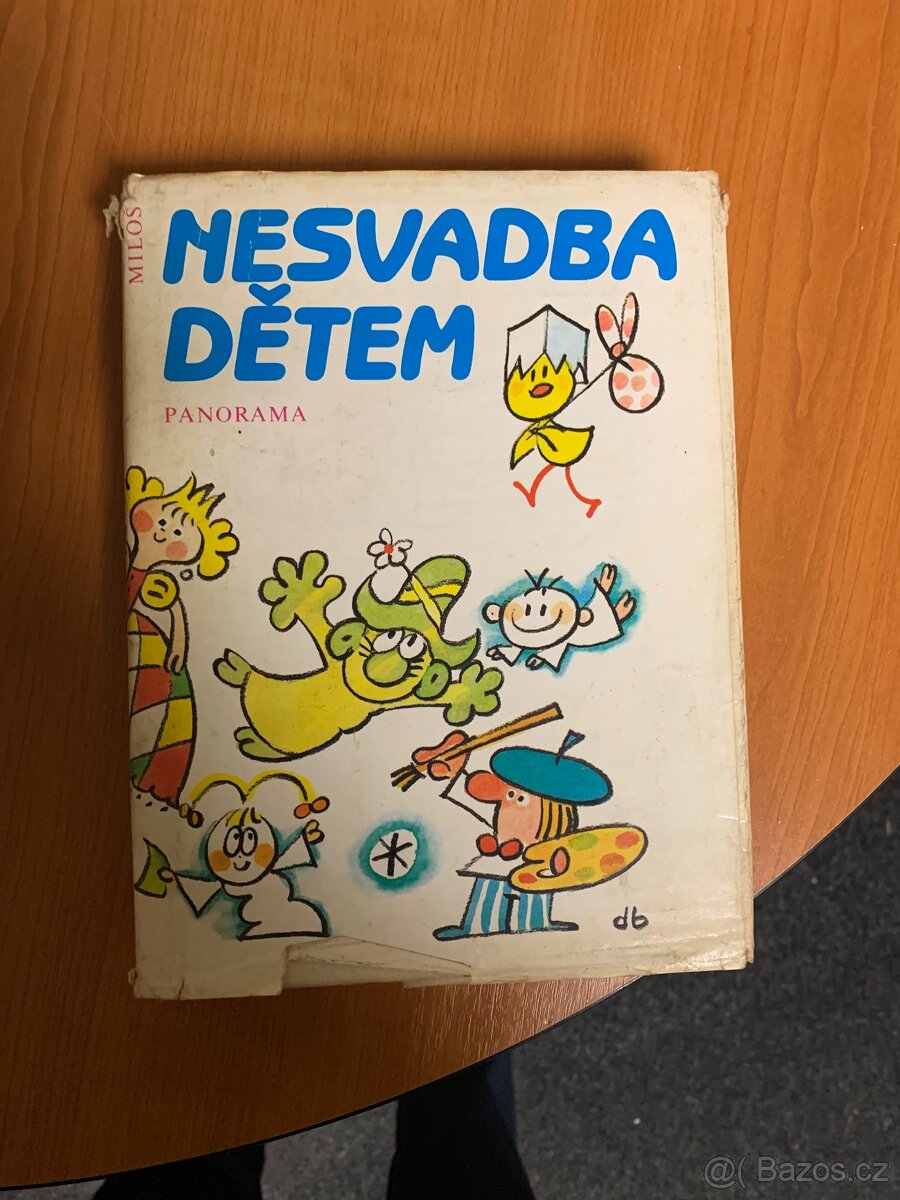 MILOŠ
NESVADBA
DĚTEM
PANORAMA
db
@( Bazos.cz